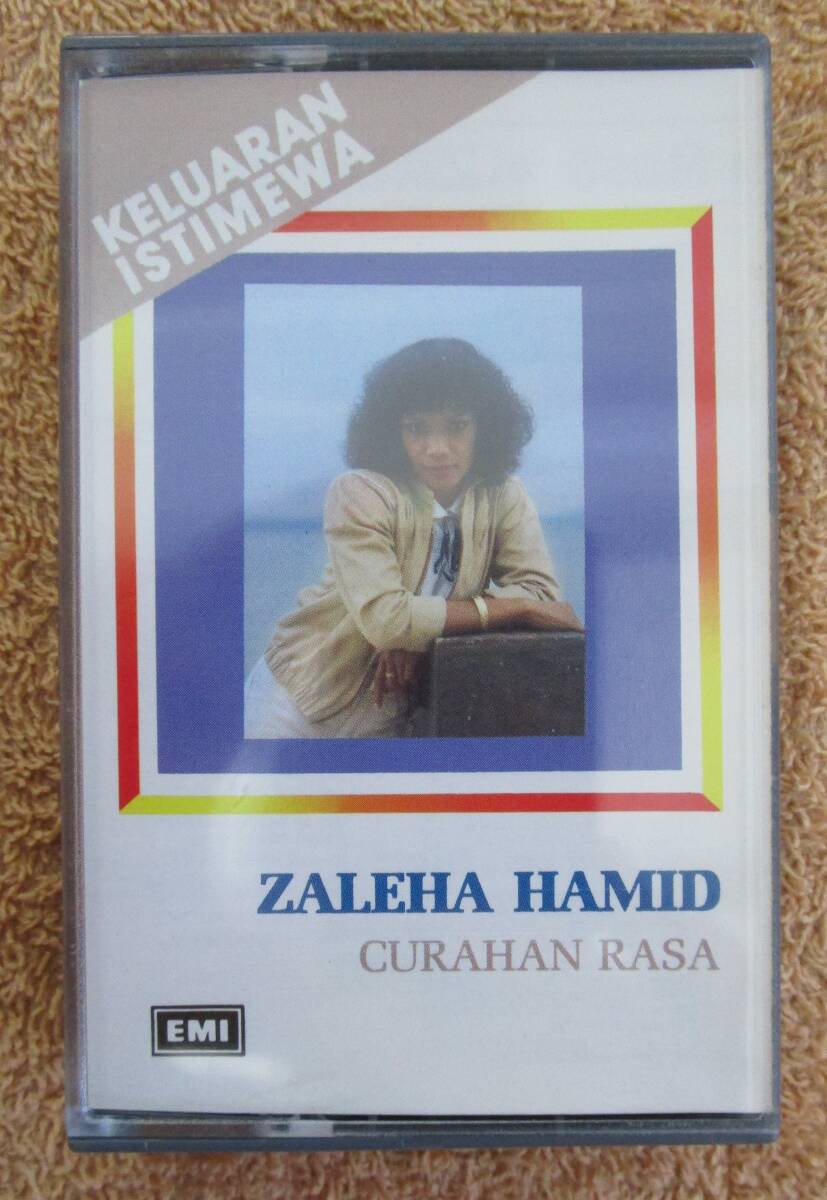 KELUARAN
ISTIMEWA
ZALEHA HAMID
CURAHAN RASA
EMI